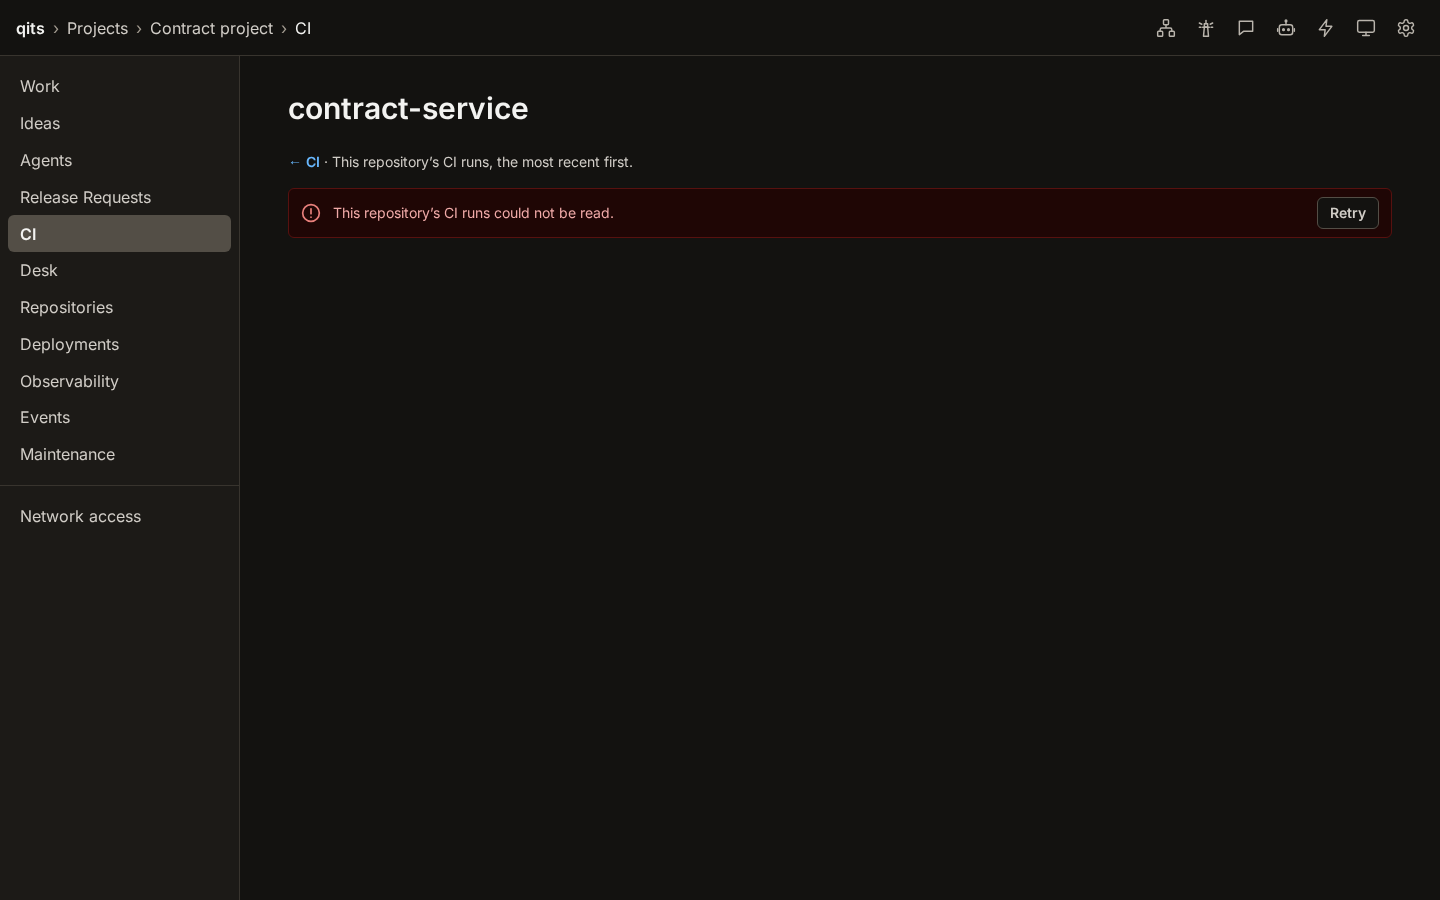 qits › Projects › Contract project › CI
Work
Ideas
Agents
Release Requests
CI
Desk
Repositories
Deployments
Observability
Events
Maintenance
Network access
contract-service
← CI · This repository’s CI runs, the most recent first.
This repository’s CI runs could not be read.
Retry